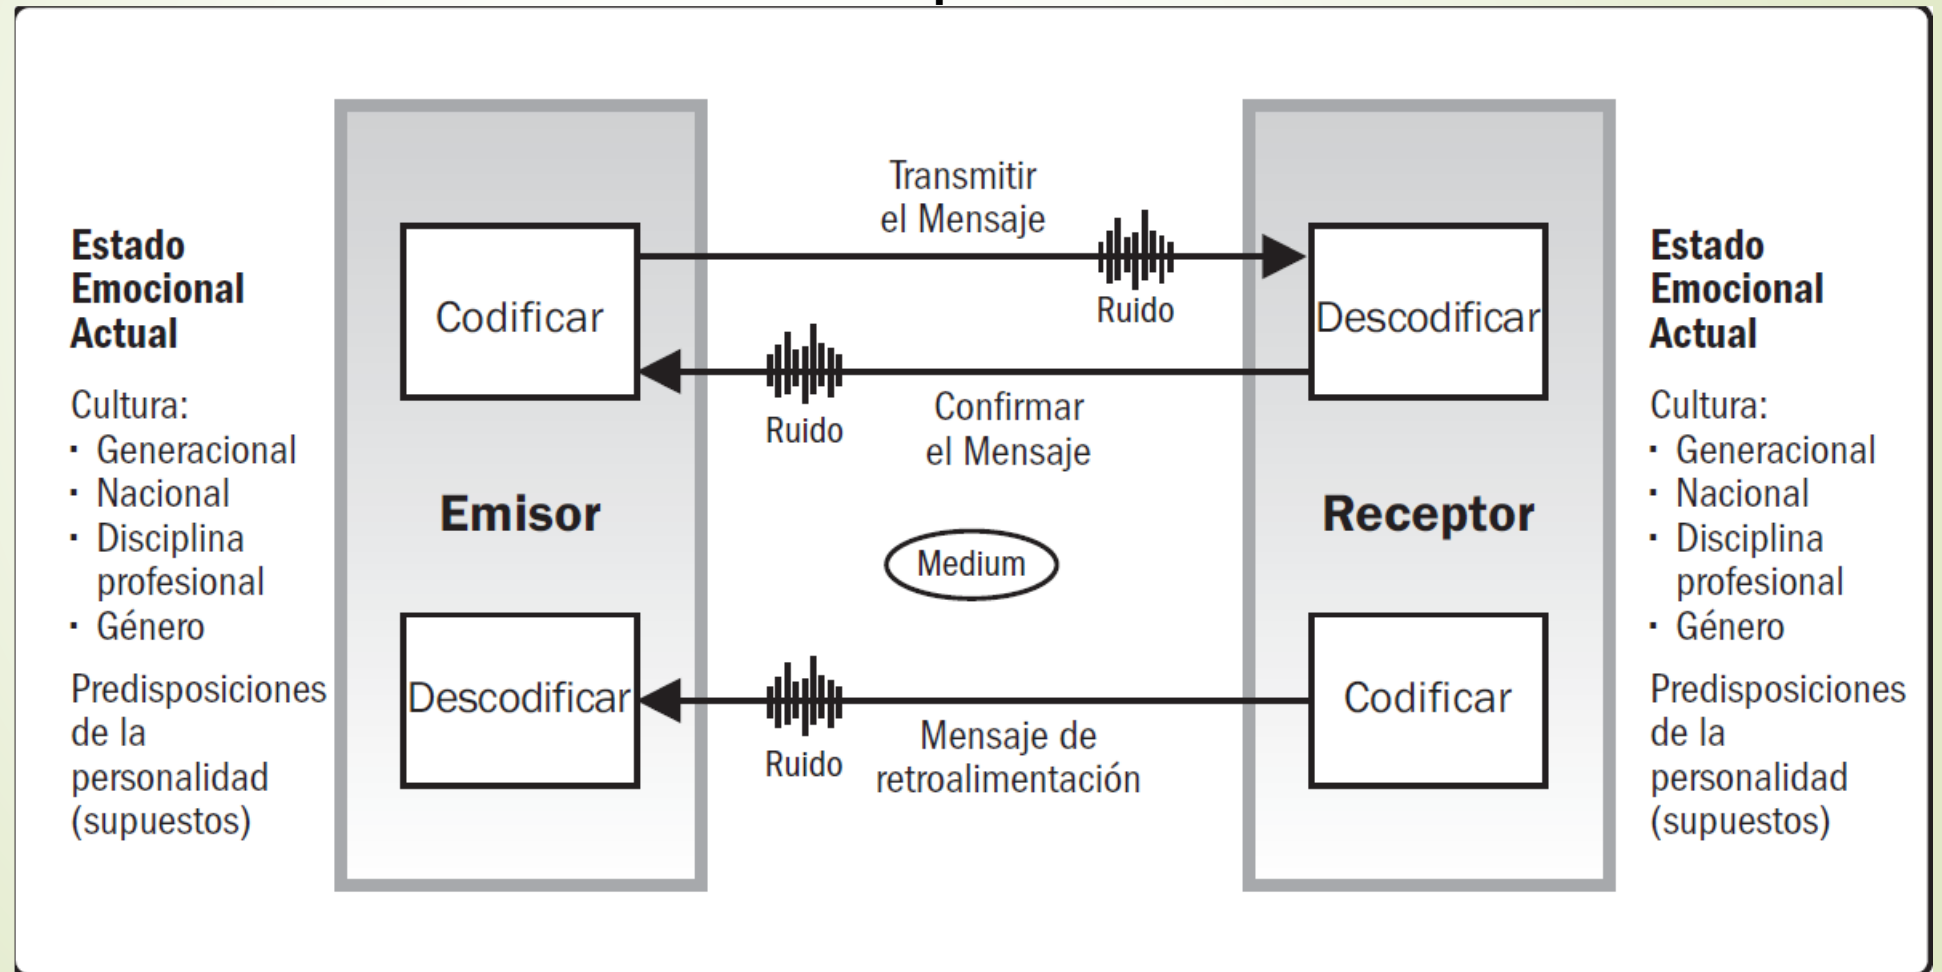 Estado
Emocional
Actual
Cultura:
· Generacional
· Nacional
· Disciplina
profesional
· Género
Predisposiciones
de la
personalidad
(supuestos)
Codificar
Emisor
Descodificar
Transmitir
el Mensaje
Ruido
Ruido
Confirmar
el Mensaje
Medium
Ruido
Mensaje de
retroalimentación
Descodificar
Receptor
Codificar
Estado
Emocional
Actual
Cultura:
· Generacional
· Nacional
· Disciplina
profesional
· Género
Predisposiciones
de la
personalidad
(supuestos)